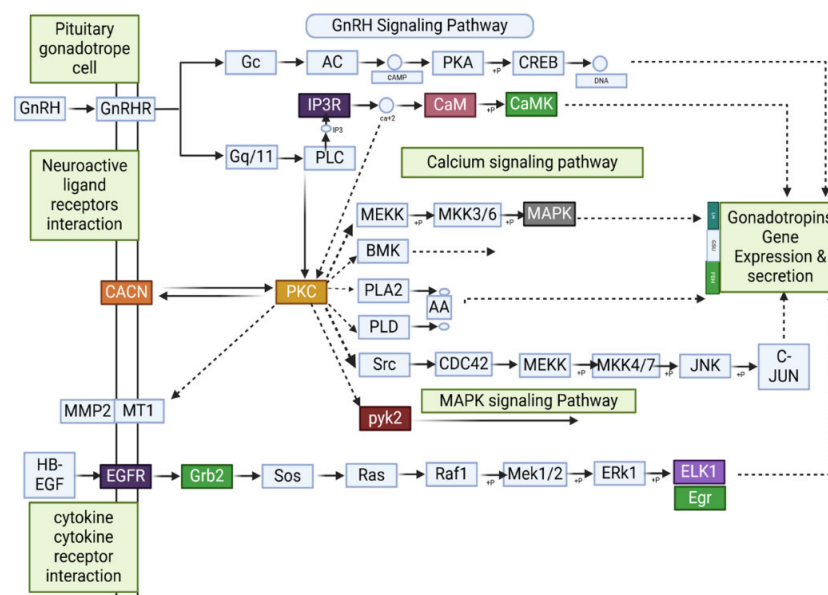 GnRH Signaling Pathway
Pituitary
gonadotrope
cell
Gc
AC
cAMP
PKA
+P
CREB
DNA
GnRH
GnRHR
IP3R
ca+2
CaM
+P
CaMK
IP3
Gq/11
PLC
Calcium signaling pathway
Neuroactive
ligand
receptors
interaction
MEKK
+P
MKK3/6
+P
MAPK
BMK
LH
GSU
FSH
Gonadotropins
Gene
Expression &
secretion
CACN
PKC
PLA2
AA
PLD
Src
CDC42
MEKK
+P
MKK4/7
+P
JNK
+P
C-
JUN
MMP2
MT1
pyk2
MAPK signaling Pathway
HB-
EGF
EGFR
Grb2
Sos
Ras
Raf1
+P
Mek1/2
+P
ERk1
+P
ELK1
Egr
cytokine
cytokine
receptor
interaction